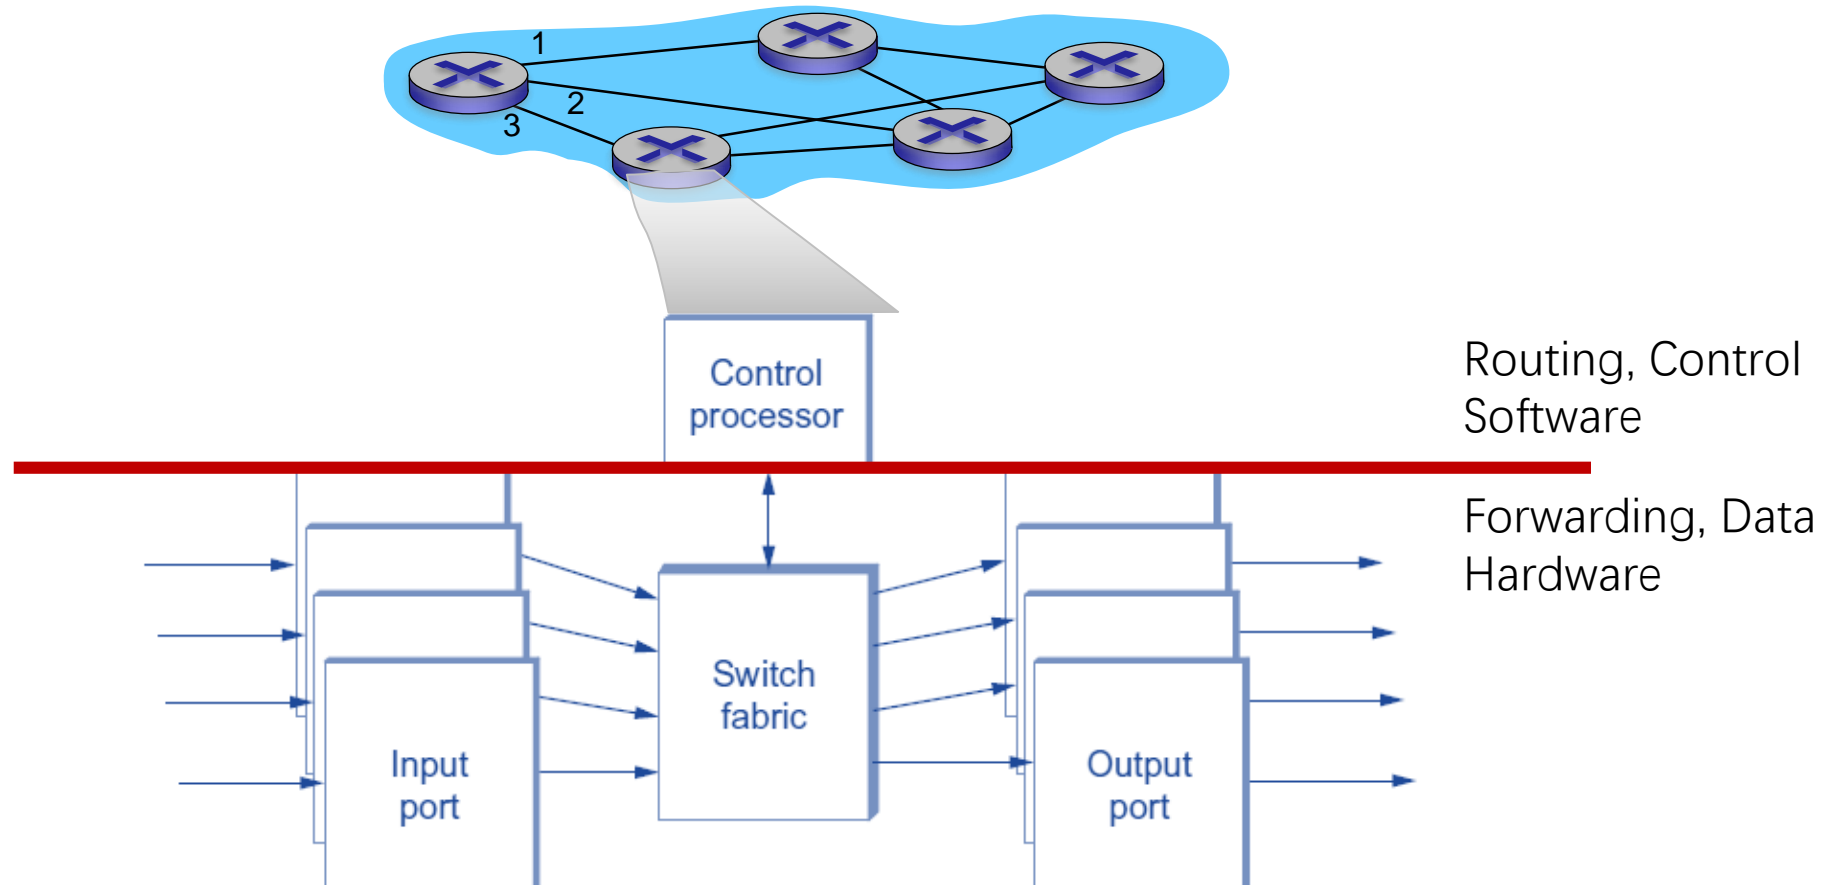 1
2
3
Control
processor
Routing, Control
Software
Forwarding, Data
Hardware
Switch
fabric
Input
port
Output
port